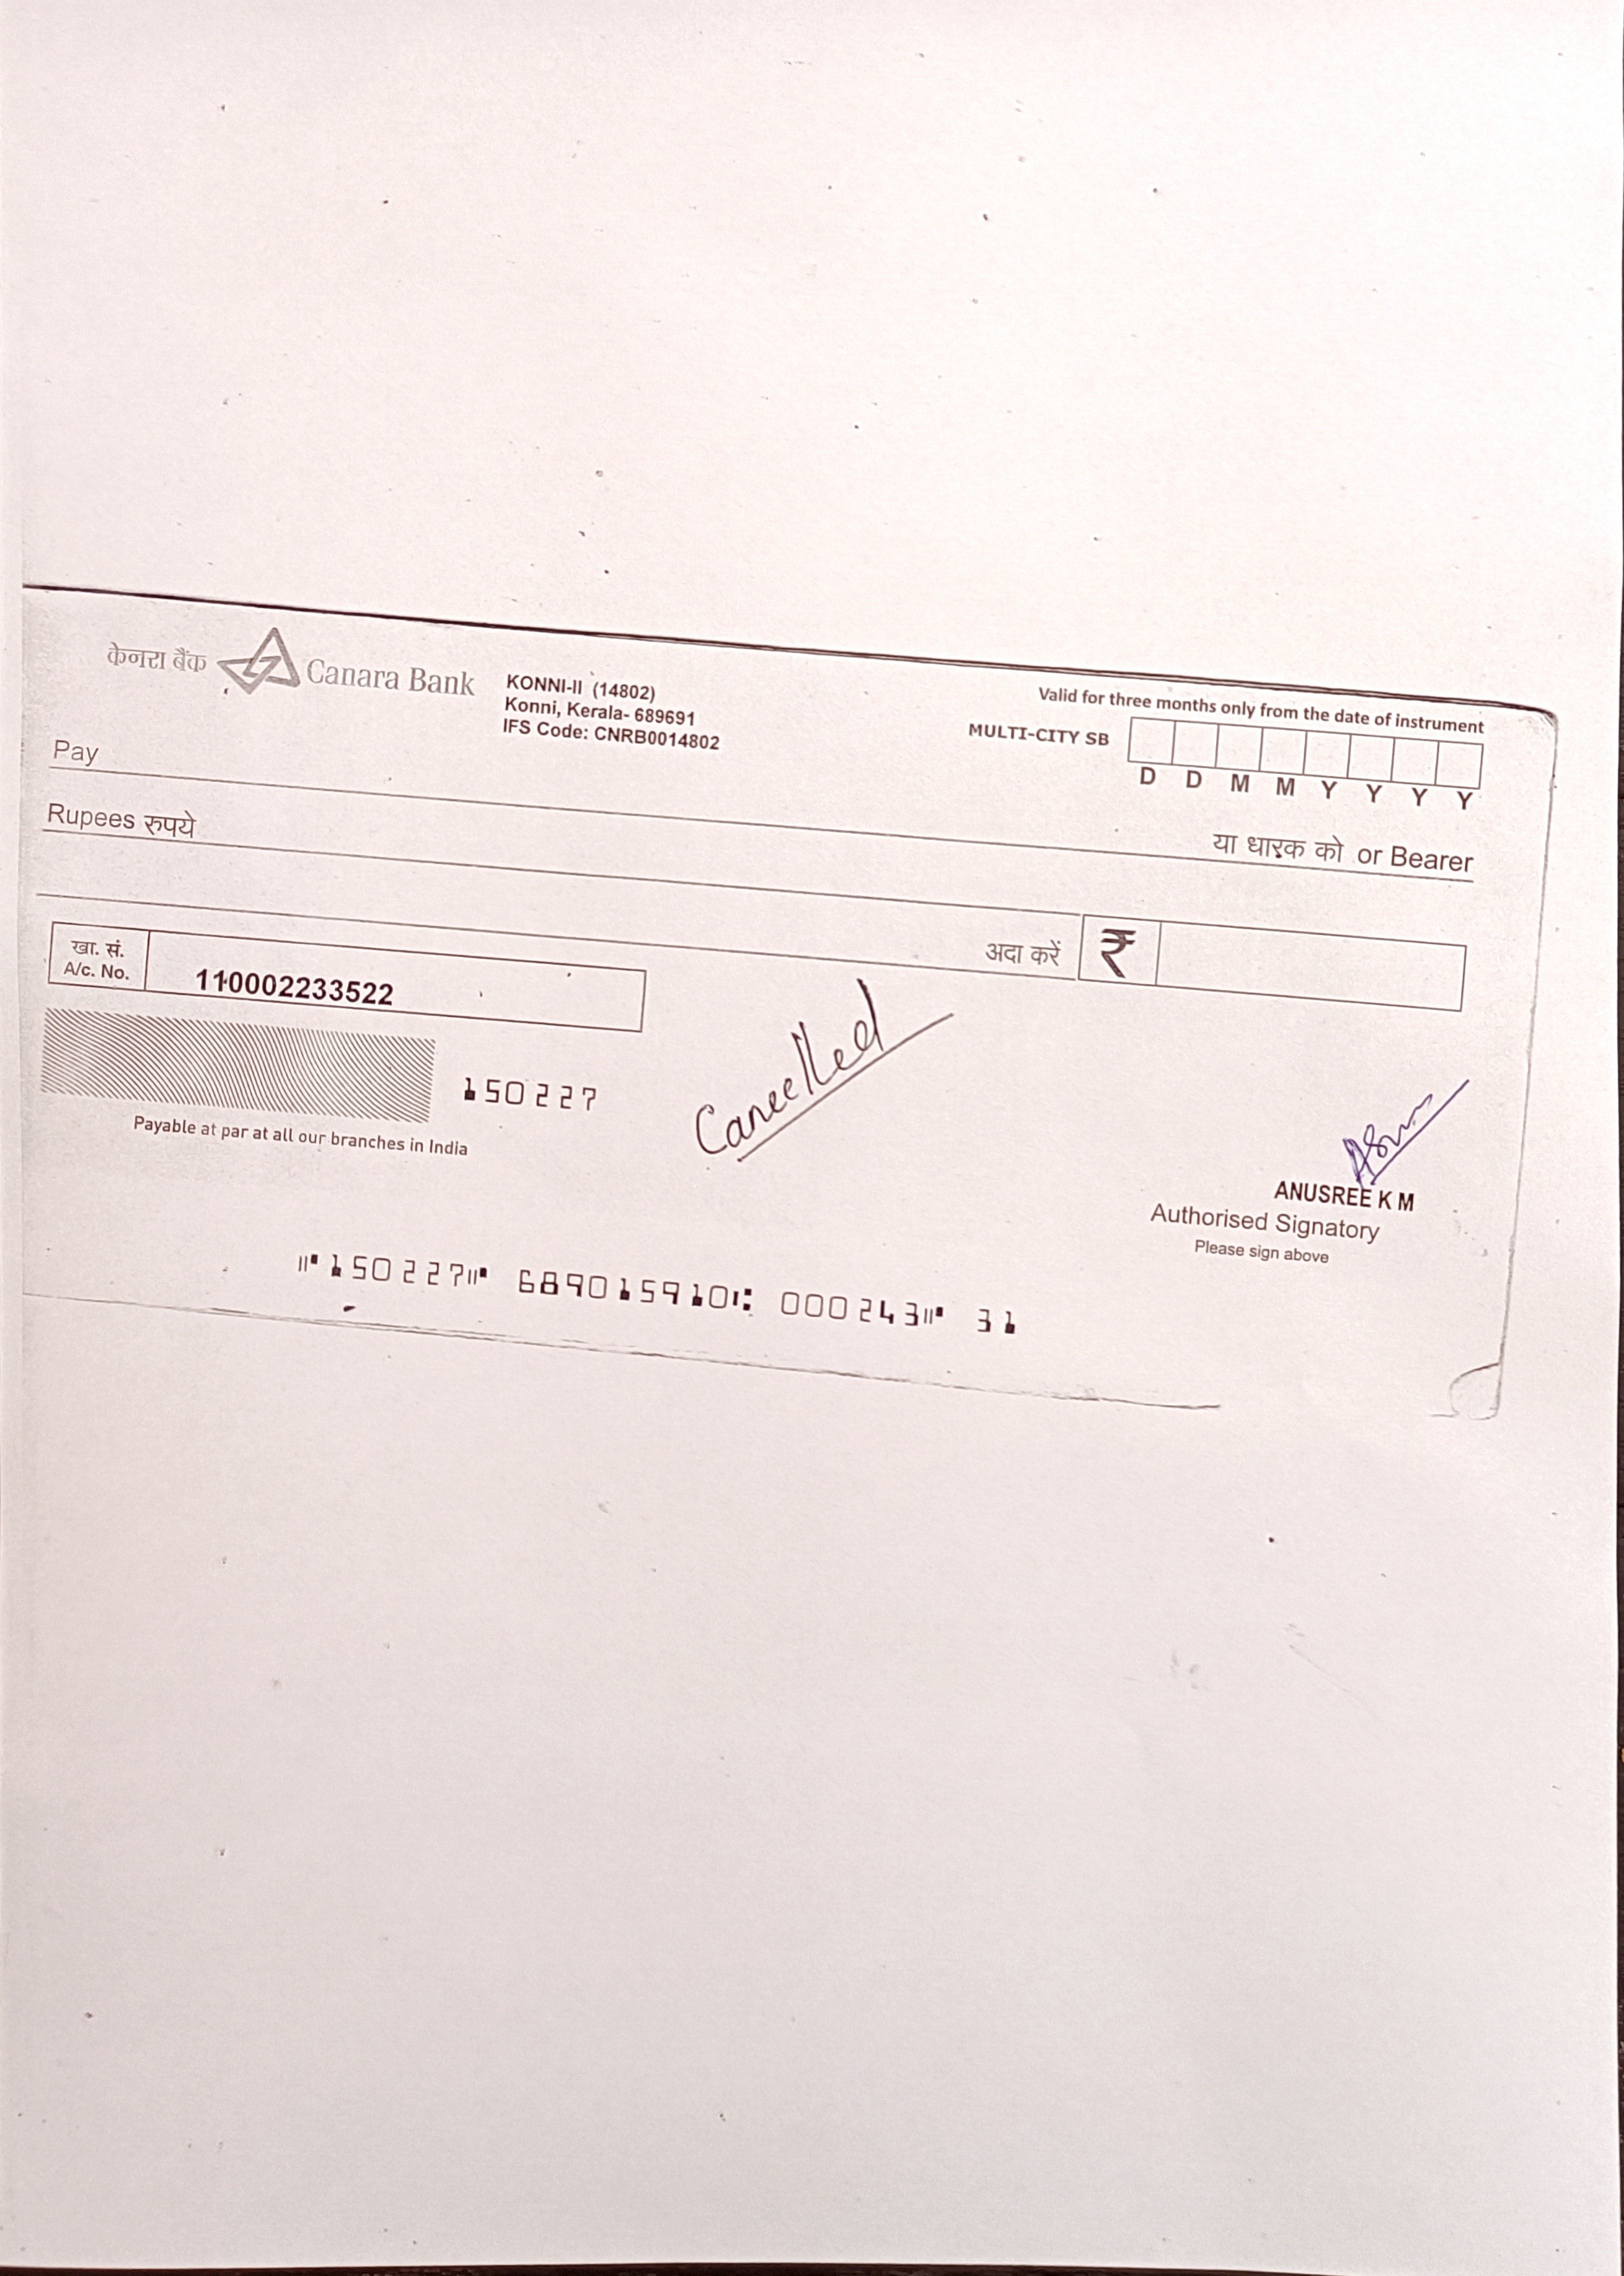 केनरा बैंक Canara Bank
KONNI-II (14802)
Konni, Kerala- 689691
IFS Code: CNRB0014802
Valid for three months only from the date of instrument
MULTI-CITY SB
D D M M Y Y Y Y
Pay
या धारक को or Bearer
Rupees रुपये
अदा करें ₹
खा. सं.
A/c. No.
110002233522
150227
Payable at par at all our branches in India
Cancelled
ANUSREE K M
Authorised Signatory
Please sign above
⑈150227⑈ 689015910⑆ 000243⑈ 31